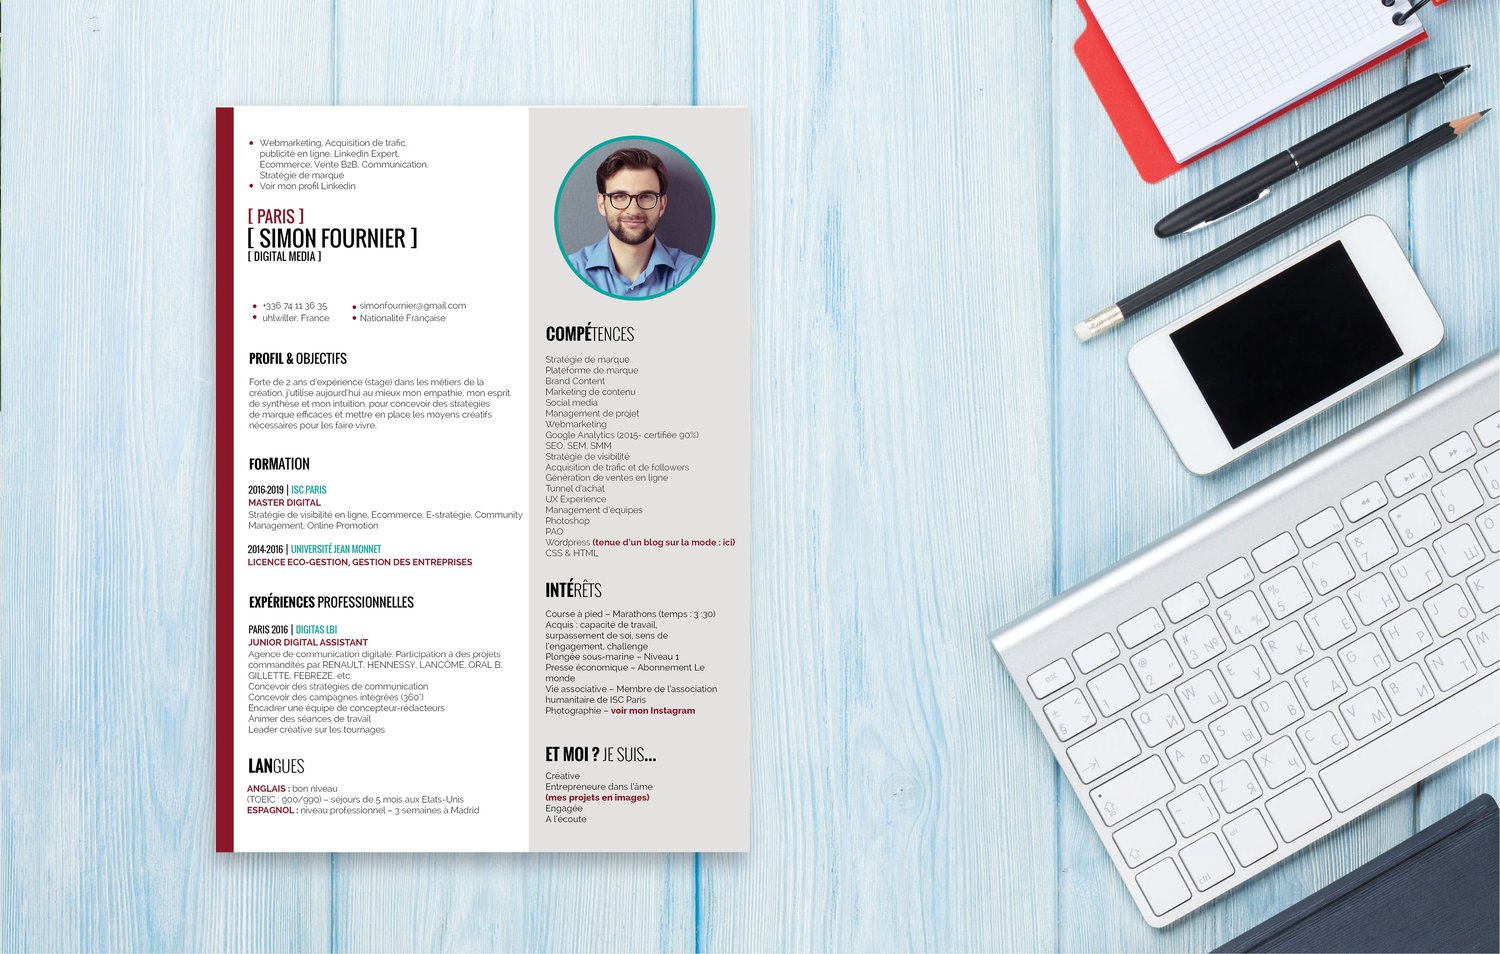 Webmarketing, Acquisition de trafic,
publicité en ligne, Linkedin Expert,
Ecommerce, Vente B2B, Communication,
Stratégie de marque
Voir mon profil Linkedin
[ PARIS ]
[ SIMON FOURNIER ]
[ DIGITAL MEDIA ]
+336 74 11 36 35
simonfournier@gmail.com
uhlwiller, France
Nationalité Française
PROFIL & OBJECTIFS
Forte de 2 ans d'expérience (stage) dans les métiers de la
création, j'utilise aujourd'hui au mieux mon empathie, mon esprit
de synthèse et mon intuition, pour concevoir des stratégies
de marque efficaces et mettre en place les moyens créatifs
nécessaires pour les faire vivre.
FORMATION
2016-2019 | ISC PARIS
MASTER DIGITAL
Stratégie de visibilité en ligne, Ecommerce, E-stratégie, Community
Management, Online Promotion
2014-2016 | UNIVERSITÉ JEAN MONNET
LICENCE ECO-GESTION, GESTION DES ENTREPRISES
EXPÉRIENCES PROFESSIONNELLES
PARIS 2016 | DIGITAS LBI
JUNIOR DIGITAL ASSISTANT
Agence de communication digitale. Participation à des projets
commandités par RENAULT, HENNESSY, LANCÔME, ORAL B,
GILLETTE, FEBREZE, etc.
Concevoir des stratégies de communication
Concevoir des campagnes intégrées (360°)
Encadrer une équipe de concepteur-rédacteurs
Animer des séances de travail
Leader créative sur les tournages
LANGUES
ANGLAIS : bon niveau
(TOEIC : 900/990) – séjours de 5 mois aux Etats-Unis
ESPAGNOL : niveau professionnel – 3 semaines à Madrid
COMPÉTENCES
Stratégie de marque
Plateforme de marque
Brand Content
Marketing de contenu
Social media
Management de projet
Webmarketing
Google Analytics (2015- certifiée 90%)
SEO, SEM, SMM
Stratégie de visibilité
Acquisition de trafic et de followers
Génération de ventes en ligne
Tunnel d'achat
UX Experience
Management d'équipes
Photoshop
PAO
Wordpress (tenue d'un blog sur la mode : ici)
CSS & HTML
INTÉRÊTS
Course à pied – Marathons (temps : 3 :30)
Acquis : capacité de travail,
surpassement de soi, sens de
l'engagement, challenge
Plongée sous-marine – Niveau 1
Presse économique – Abonnement Le
monde
Vie associative – Membre de l'association
humanitaire de ISC Paris
Photographie – voir mon Instagram
ET MOI ? JE SUIS...
Créative
Entrepreneure dans l'âme
(mes projets en images)
Engagée
A l'écoute